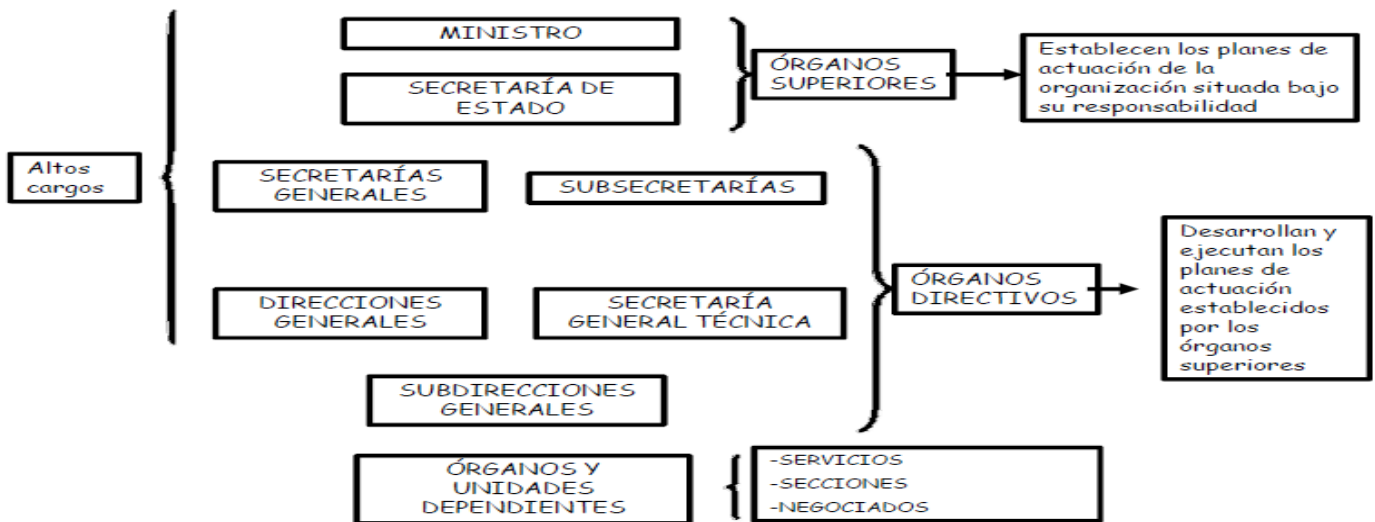 MINISTRO
SECRETARÍA DE
ESTADO
ÓRGANOS
SUPERIORES
Establecen los planes de
actuación de la
organización situada bajo
su responsabilidad
Altos
cargos
SECRETARÍAS
GENERALES
SUBSECRETARÍAS
DIRECCIONES
GENERALES
SECRETARÍA
GENERAL TÉCNICA
ÓRGANOS
DIRECTIVOS
Desarrollan y
ejecutan los
planes de
actuación
establecidos
por los
órganos
superiores
SUBDIRECCIONES
GENERALES
ÓRGANOS Y
UNIDADES
DEPENDIENTES
-SERVICIOS
-SECCIONES
-NEGOCIADOS